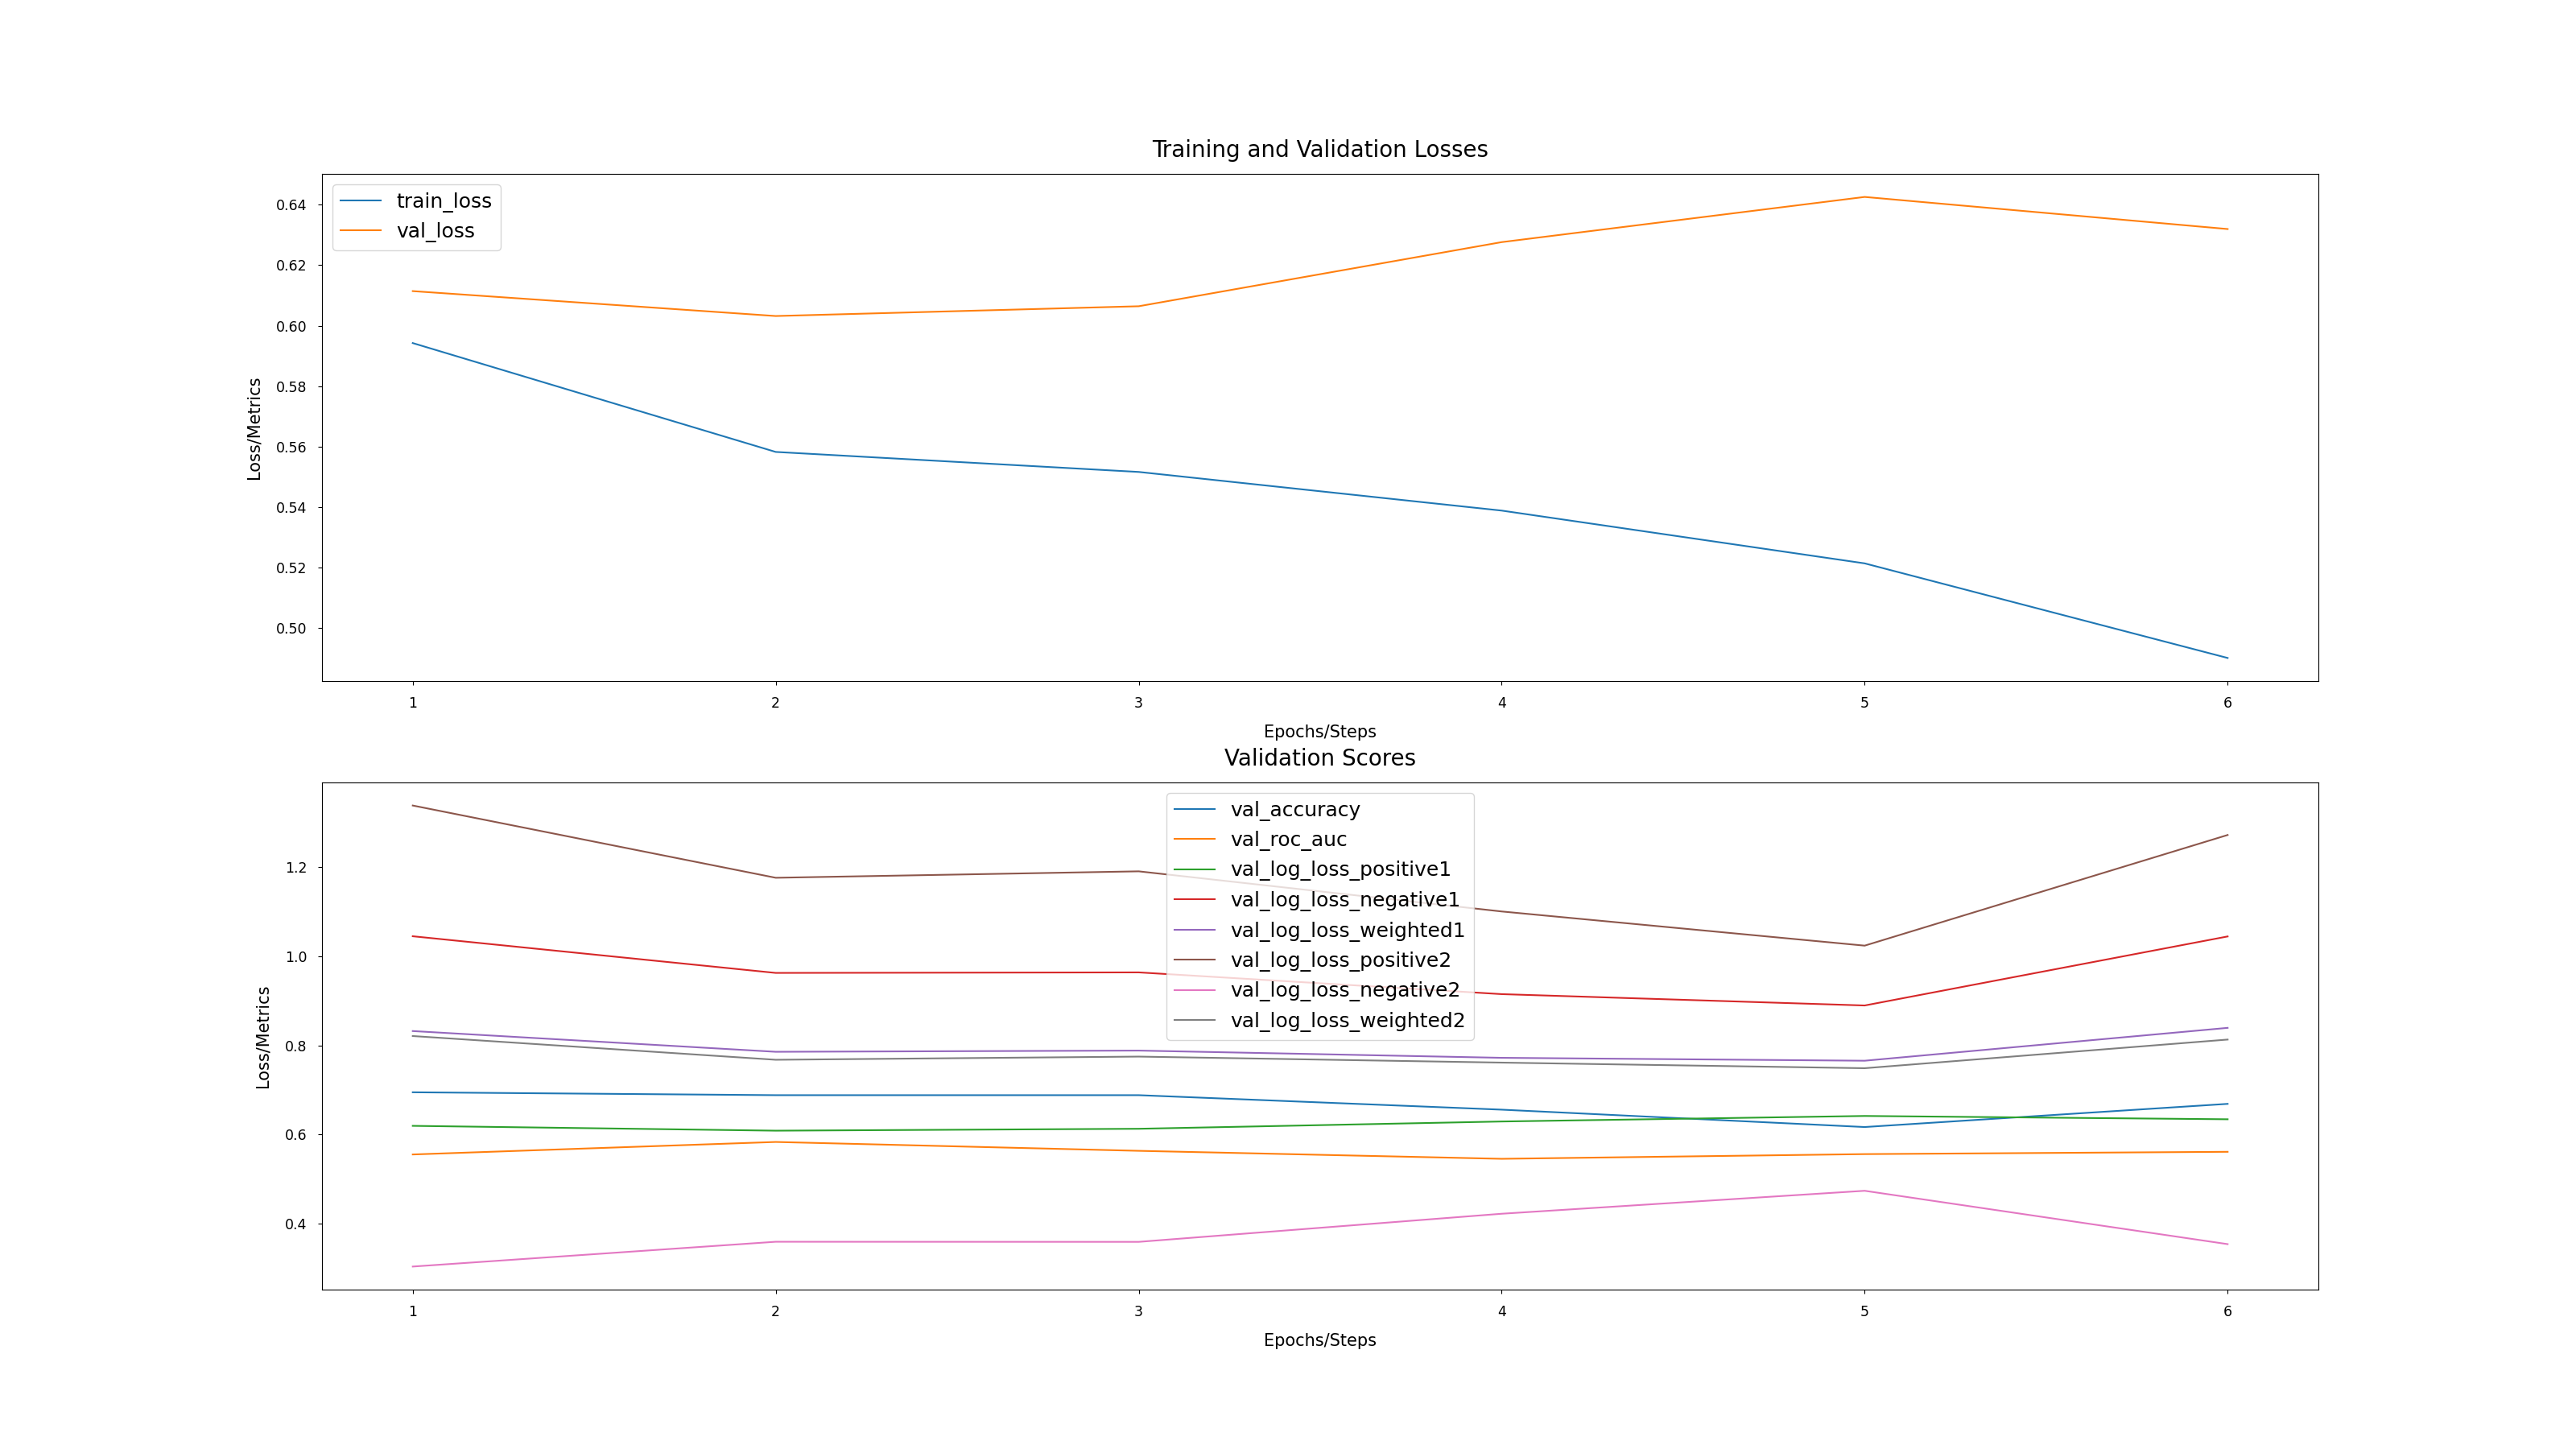 Training and Validation Losses
train_loss
val_loss
Loss/Metrics
0.64
0.62
0.60
0.58
0.56
0.54
0.52
0.50
1 2 3 4 5 6
Epochs/Steps
Validation Scores
val_accuracy
val_roc_auc
val_log_loss_positive1
val_log_loss_negative1
val_log_loss_weighted1
val_log_loss_positive2
val_log_loss_negative2
val_log_loss_weighted2
Loss/Metrics
1.2
1.0
0.8
0.6
0.4
1 2 3 4 5 6
Epochs/Steps